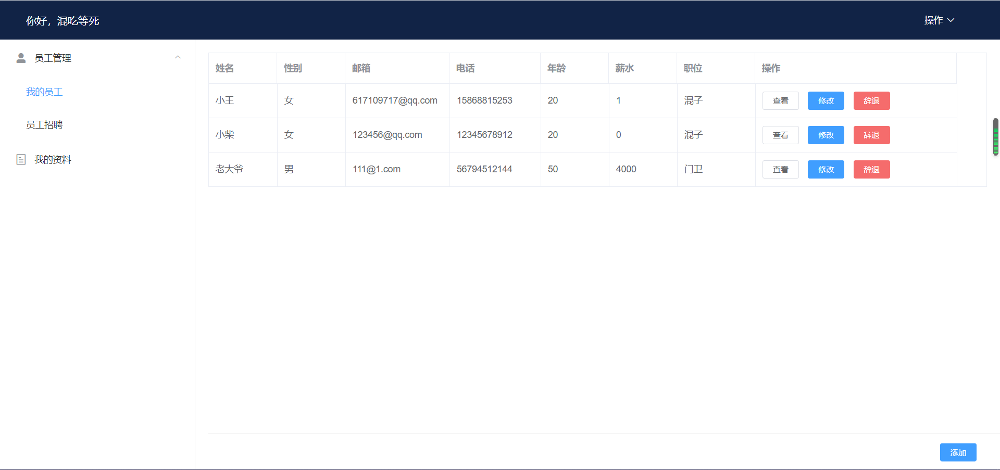 你好，混吃等死
操作
员工管理
我的员工
员工招聘
我的资料
姓名 性别 邮箱 电话 年龄 薪水 职位 操作
小王 女 617109717@qq.com 15868815253 20 1 混子 查看 修改 辞退
小柴 女 123456@qq.com 12345678912 20 0 混子 查看 修改 辞退
老大爷 男 111@1.com 56794512144 50 4000 门卫 查看 修改 辞退
添加